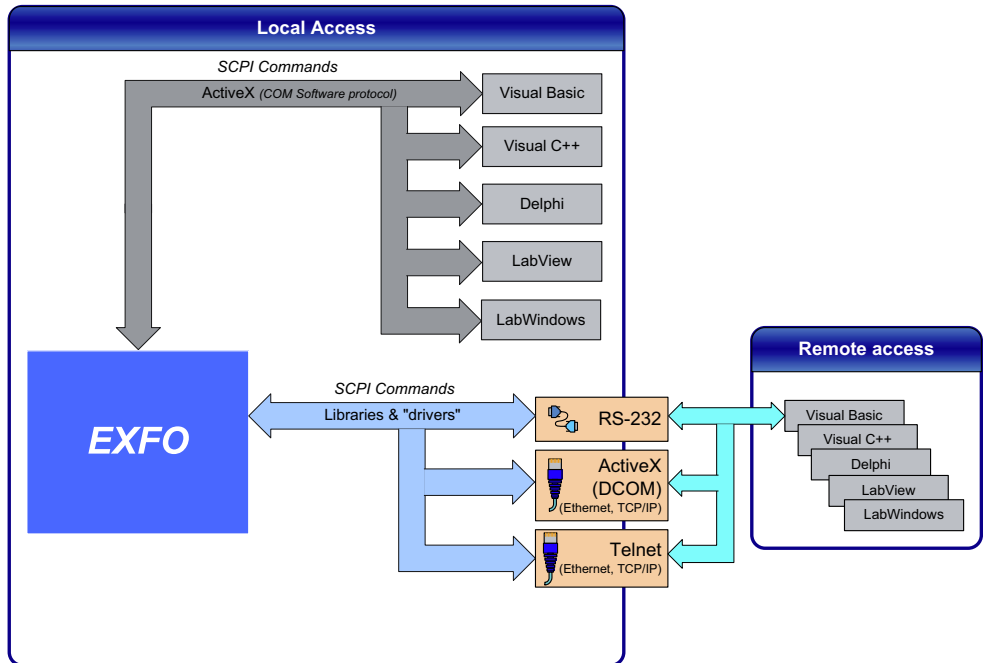 Local Access
SCPI Commands
ActiveX (COM Software protocol)
Visual Basic
Visual C++
Delphi
LabView
LabWindows
EXFO
SCPI Commands
Libraries & "drivers"
RS-232
ActiveX
(DCOM)
(Ethernet, TCP/IP)
Telnet
(Ethernet, TCP/IP)
Remote access
Visual Basic
Visual C++
Delphi
LabView
LabWindows